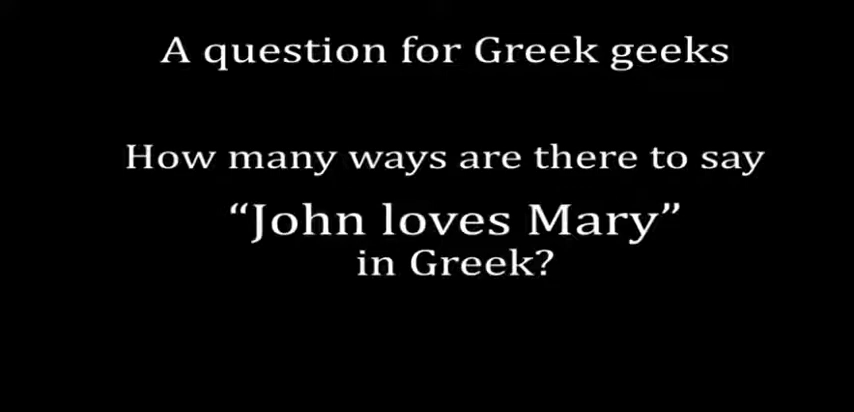 A question for Greek geeks
How many ways are there to say
“John loves Mary”
in Greek?